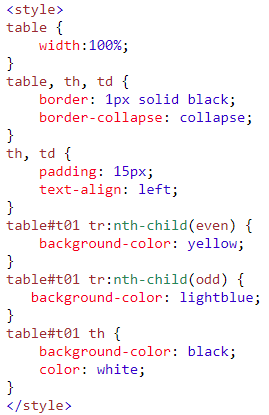 <style>
table {
    width:100%;
}
table, th, td {
    border: 1px solid black;
    border-collapse: collapse;
}
th, td {
    padding: 15px;
    text-align: left;
}
table#t01 tr:nth-child(even) {
    background-color: yellow;
}
table#t01 tr:nth-child(odd) {
   background-color: lightblue;
}
table#t01 th {
    background-color: black;
    color: white;
}
</style>